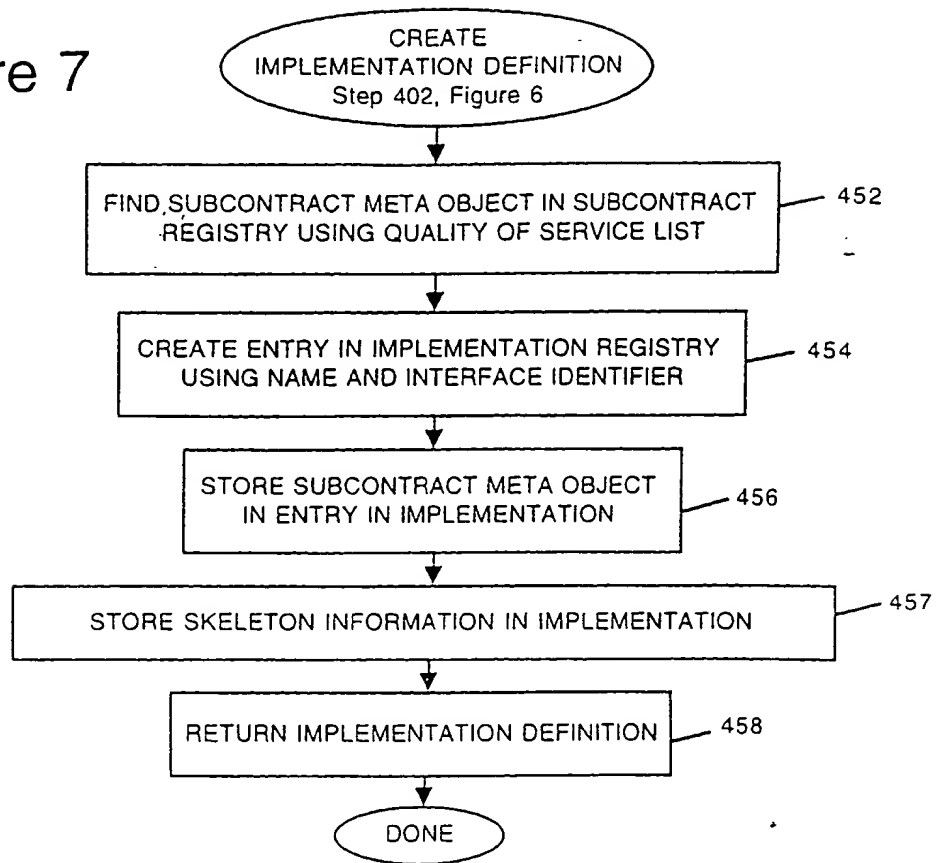 re 7
CREATE
IMPLEMENTATION DEFINITION
Step 402, Figure 6
FIND SUBCONTRACT META OBJECT IN SUBCONTRACT
REGISTRY USING QUALITY OF SERVICE LIST
452
CREATE ENTRY IN IMPLEMENTATION REGISTRY
USING NAME AND INTERFACE IDENTIFIER
454
STORE SUBCONTRACT META OBJECT
IN ENTRY IN IMPLEMENTATION
456
STORE SKELETON INFORMATION IN IMPLEMENTATION
457
RETURN IMPLEMENTATION DEFINITION
458
DONE